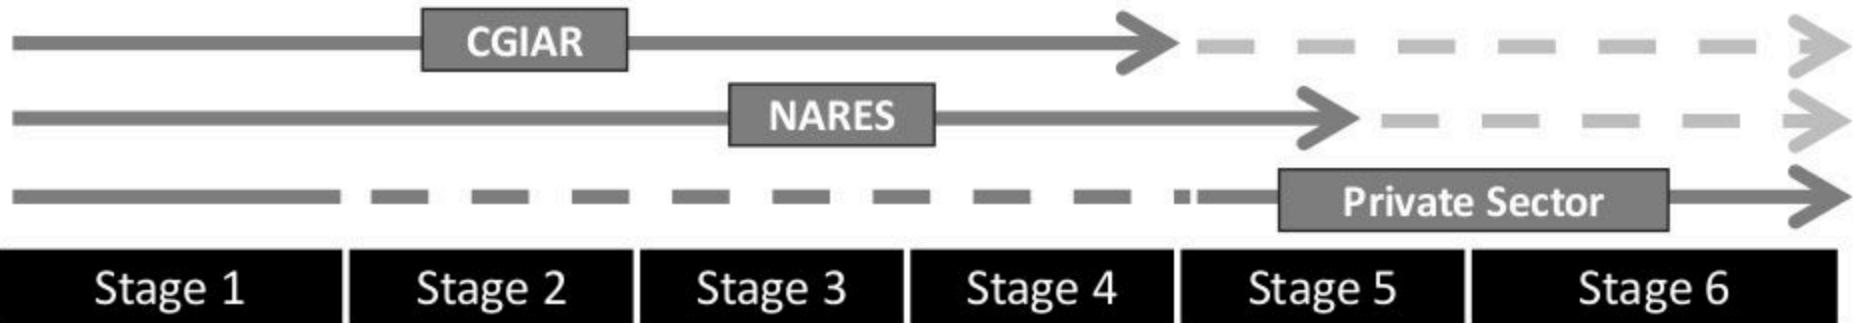 CGIAR
NARES
Private Sector
Stage 1 Stage 2 Stage 3 Stage 4 Stage 5 Stage 6